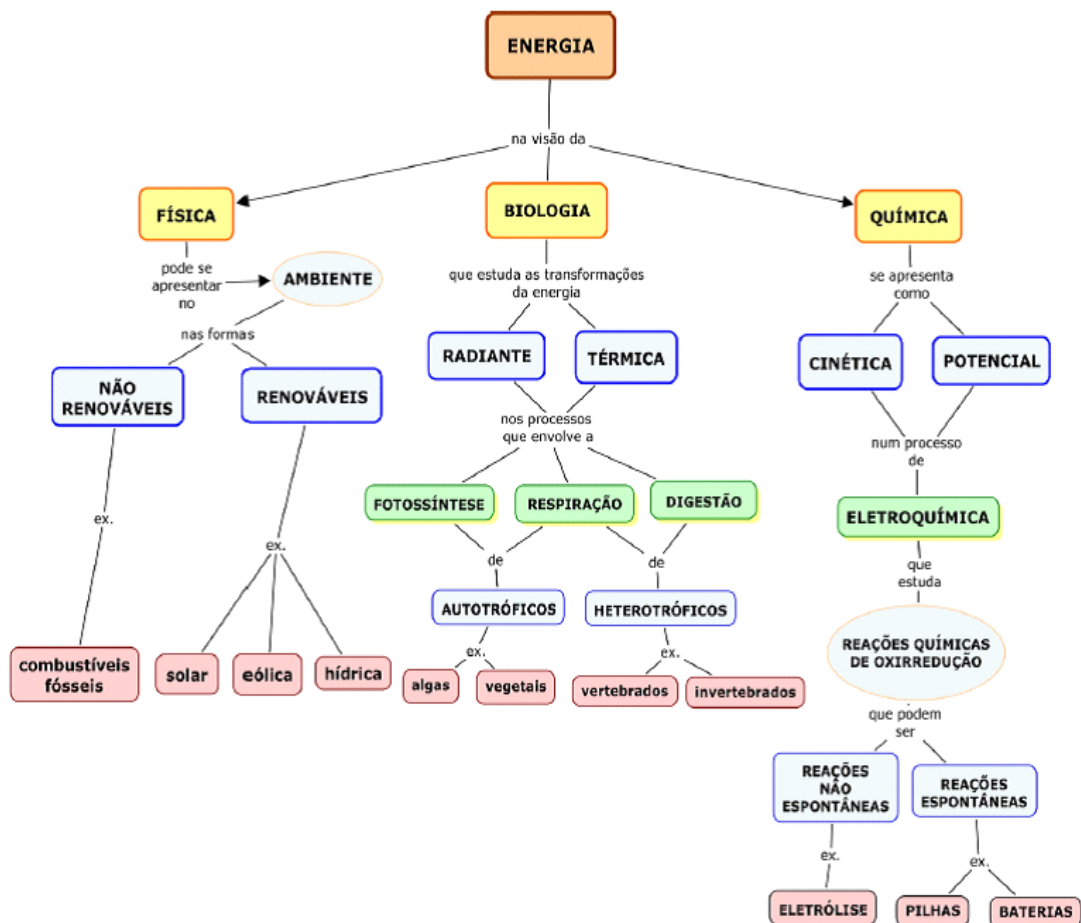 ENERGIA
na visão da
FÍSICA
BIOLOGIA
QUÍMICA
pode se
apresentar
no
AMBIENTE
que estuda as transformações
da energia
se apresenta
como
nas formas
RADIANTE
TÉRMICA
CINÉTICA
POTENCIAL
NÃO
RENOVÁVEIS
RENOVÁVEIS
nos processos
que envolve a
num processo
de
FOTOSSÍNTESE
RESPIRAÇÃO
DIGESTÃO
ELETROQUÍMICA
ex.
ex.
de
de
que
estuda
AUTOTRÓFICOS
HETEROTRÓFICOS
REAÇÕES QUÍMICAS
DE OXIRREDUÇÃO
combustíveis
fósseis
solar
eólica
hídrica
ex.
ex.
algas
vegetais
vertebrados
invertebrados
que podem
ser
REAÇÕES
NÃO
ESPONTÂNEAS
REAÇÕES
ESPONTÂNEAS
ex.
ex.
ELETRÓLISE
PILHAS
BATERIAS